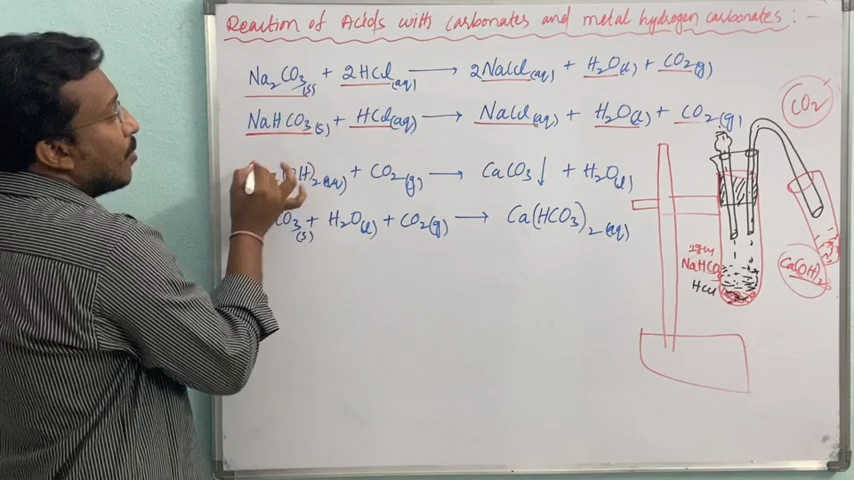 Reaction of Acids with carbonates and metal hydrogen carbonates : -
Na2CO3(s) + 2HCl(aq) → 2NaCl(aq) + H2O(l) + CO2(g)
NaHCO3(s) + HCl(aq) → NaCl(aq) + H2O(l) + CO2(g)
H)2(aq) + CO2(g) → CaCO3↓ + H2O(l)
CO3(s) + H2O(l) + CO2(g) → Ca(HCO3)2(aq)
CO2
NaHCO3
HCl
Ca(OH)2